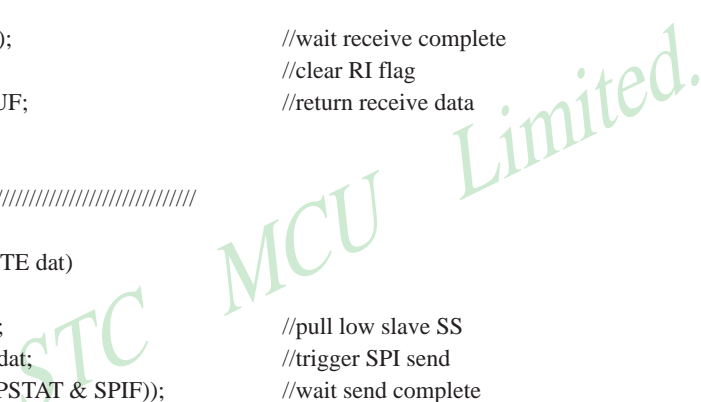 ); //wait receive complete
//clear RI flag
UF; //return receive data
/////////////////////////////
TE dat)
; //pull low slave SS
dat; //trigger SPI send
PSTAT & SPIF)); //wait send complete
STC MCU Limited.